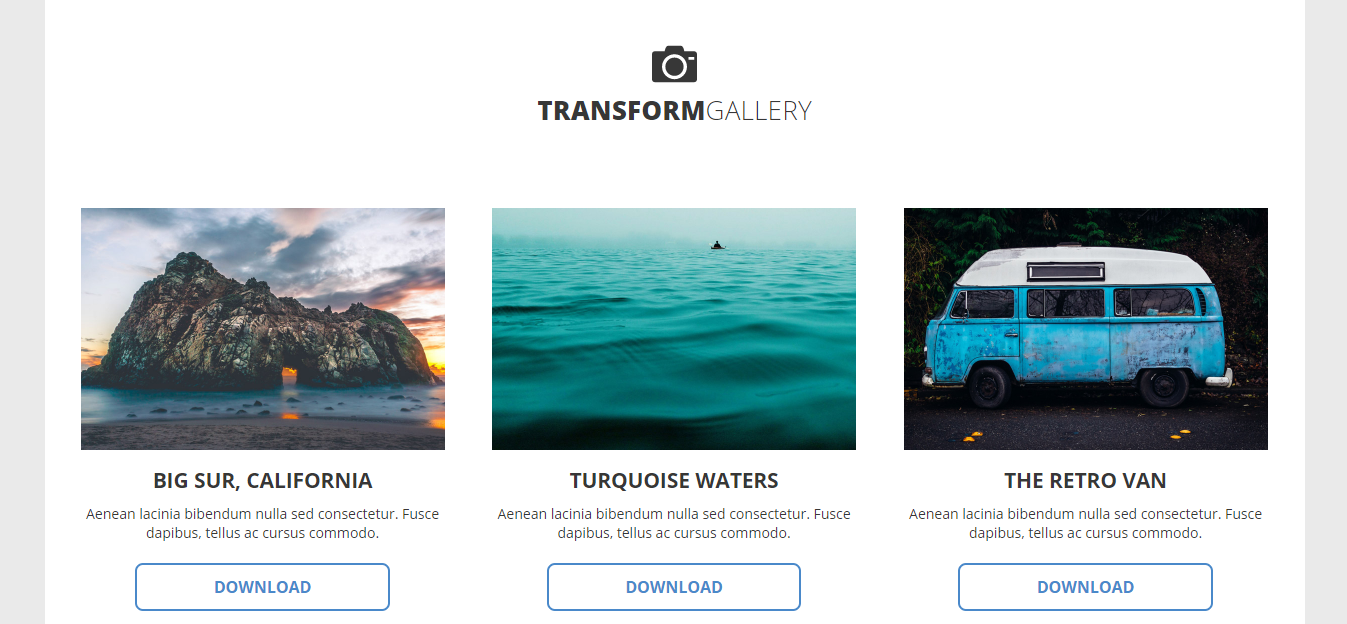 TRANSFORMGALLERY
BIG SUR, CALIFORNIA
Aenean lacinia bibendum nulla sed consectetur. Fusce
dapibus, tellus ac cursus commodo.
DOWNLOAD
TURQUOISE WATERS
Aenean lacinia bibendum nulla sed consectetur. Fusce
dapibus, tellus ac cursus commodo.
DOWNLOAD
THE RETRO VAN
Aenean lacinia bibendum nulla sed consectetur. Fusce
dapibus, tellus ac cursus commodo.
DOWNLOAD